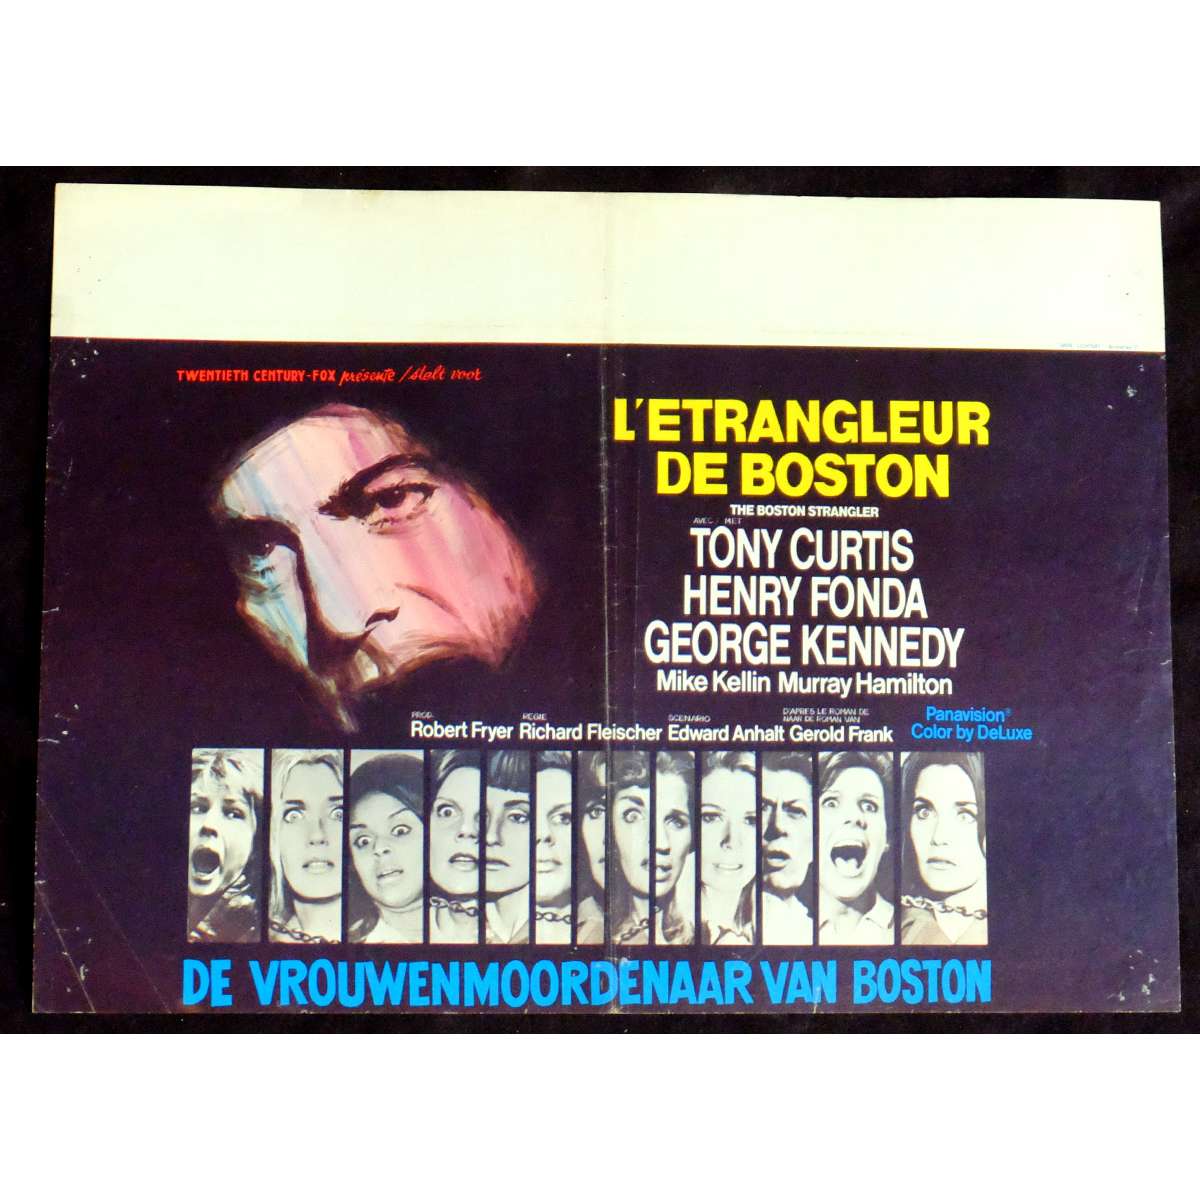 TWENTIETH CENTURY-FOX présente / stelt voor
L'ETRANGLEUR
DE BOSTON
THE BOSTON STRANGLER
AVEC / MET
TONY CURTIS
HENRY FONDA
GEORGE KENNEDY
Mike Kellin Murray Hamilton
PROD. REGIE SCENARIO D'APRES LE ROMAN DE
NAAR DE ROMAN VAN
Robert Fryer Richard Fleischer Edward Anhalt Gerold Frank
Panavision®
Color by DeLuxe
DE VROUWENMOORDENAAR VAN BOSTON